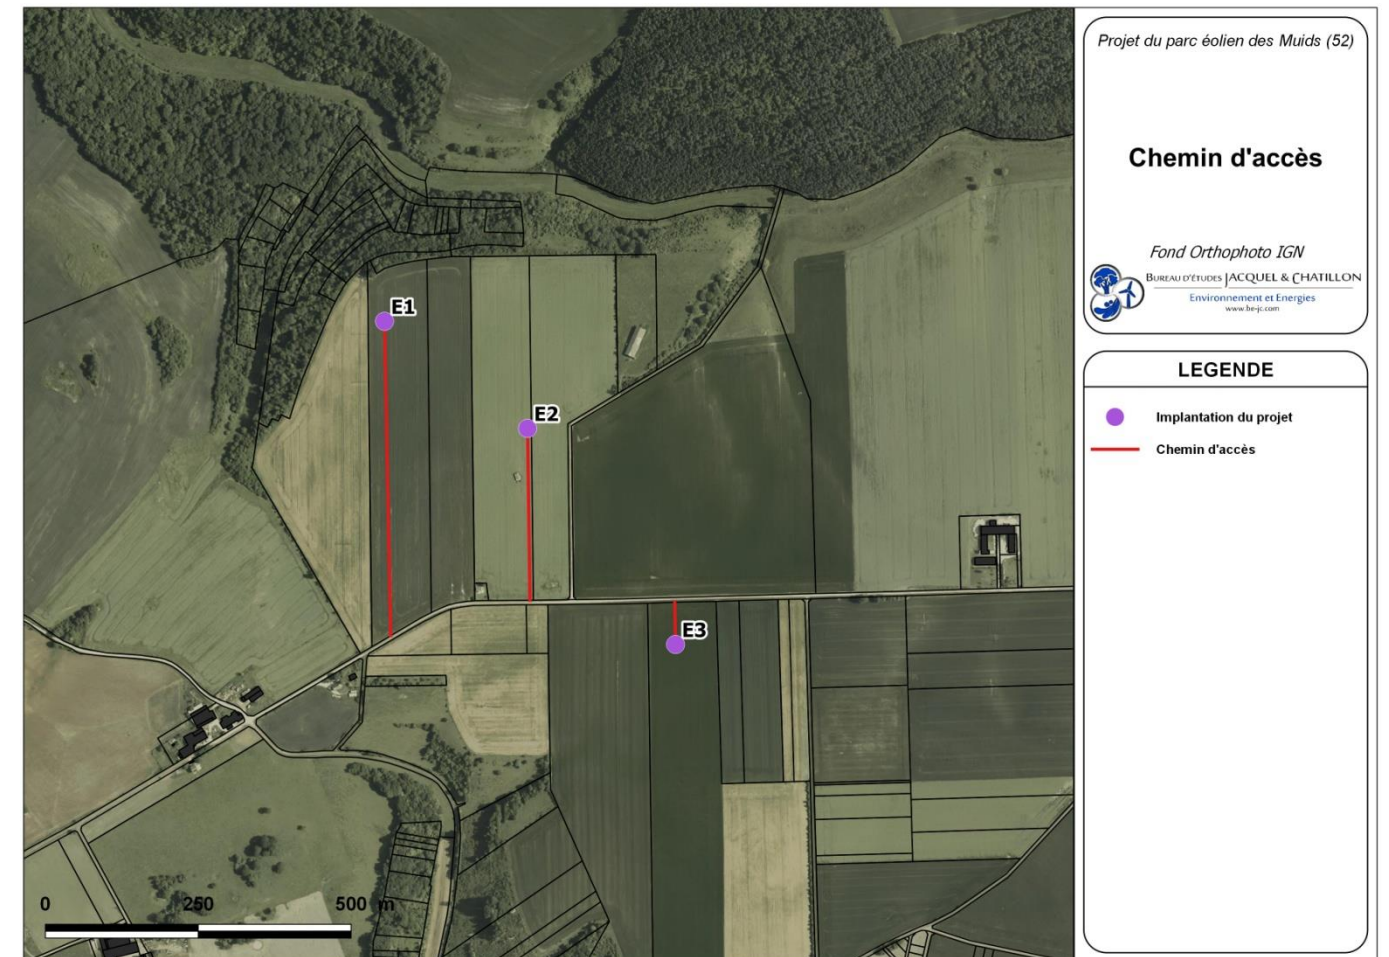 Projet du parc éolien des Muids (52)
Chemin d'accès
Fond Orthophoto IGN
BUREAU D'ÉTUDES JACQUEL & CHATILLON
Environnement et Energies
www.be-jc.com
LEGENDE
Implantation du projet
Chemin d'accès
E1
E2
E3
0 250 500 m